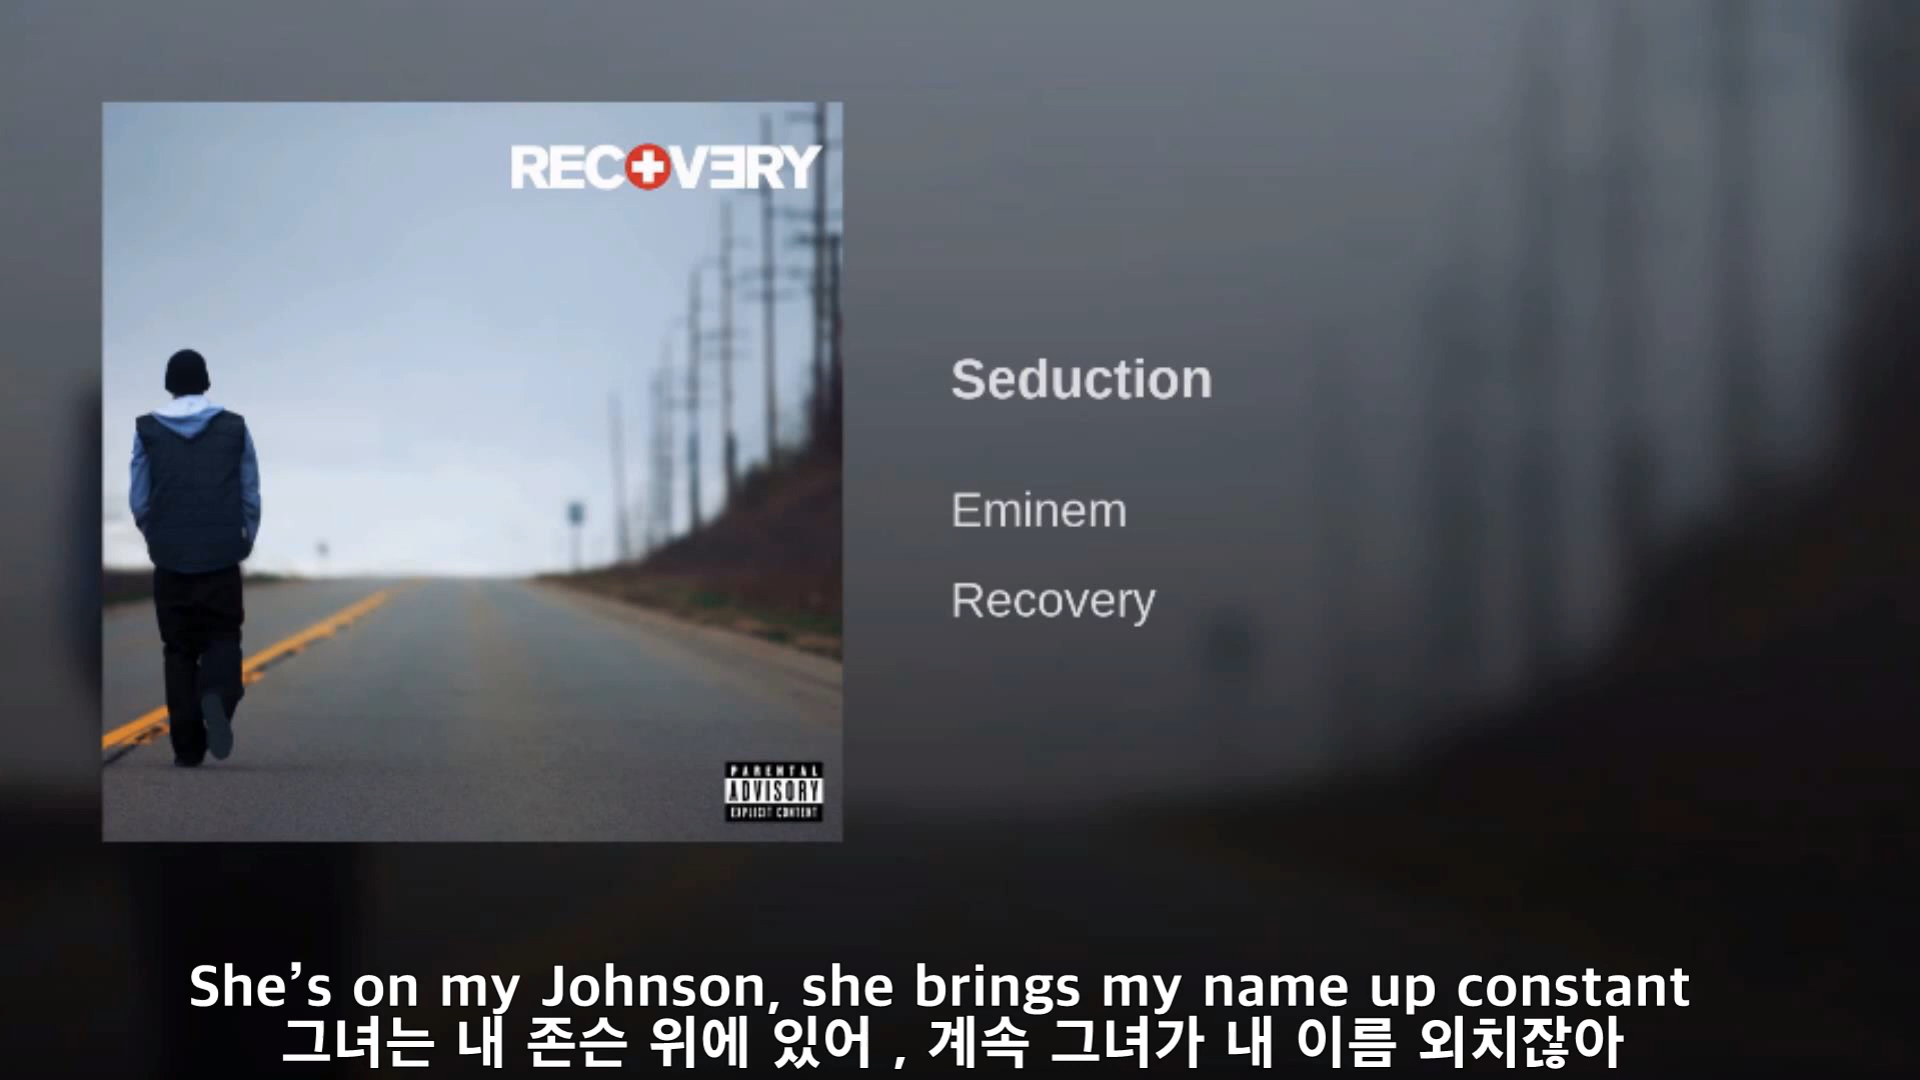 RECOVERY
Seduction
Eminem
Recovery
PARENTAL
ADVISORY
EXPLICIT CONTENT
She’s on my Johnson, she brings my name up constant
그녀는 내 존슨 위에 있어 , 계속 그녀가 내 이름 외치잖아